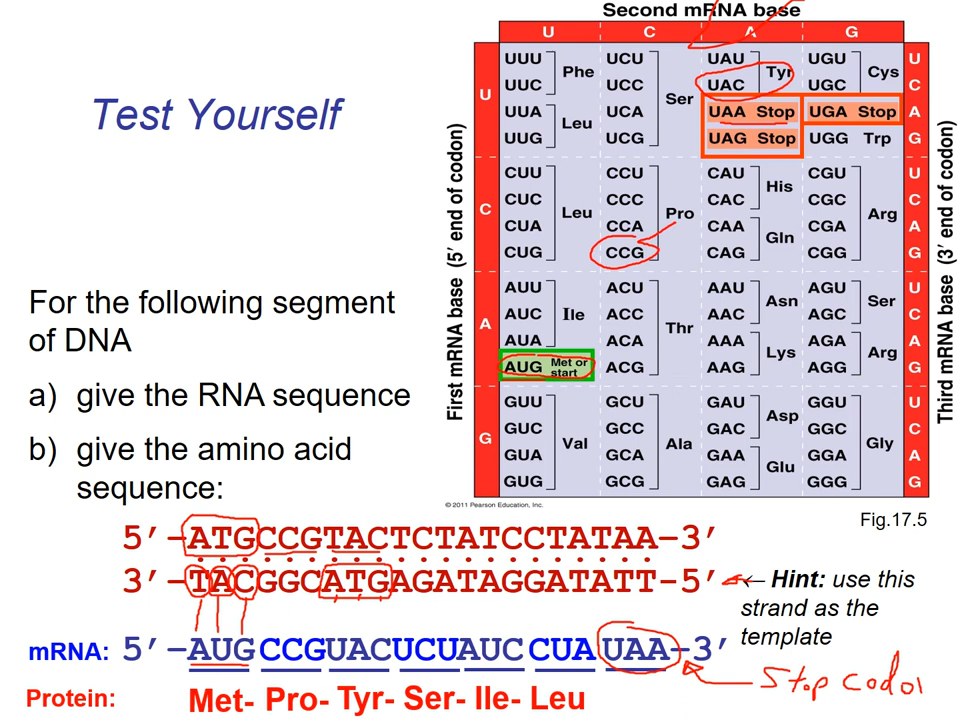 Test Yourself
For the following segment
of DNA
a) give the RNA sequence
b) give the amino acid
sequence:
Second mRNA base
U C A G
First mRNA base (5′ end of codon)
Third mRNA base (3′ end of codon)
U
UUU
UUC
Phe
UUA
UUG
Leu
UCU
UCC
UCA
UCG
Ser
UAU
UAC
Tyr
UAA Stop
UAG Stop
UGU
UGC
Cys
UGA Stop
UGG Trp
U
C
A
G
C
CUU
CUC
CUA
CUG
Leu
CCU
CCC
CCA
CCG
Pro
CAU
CAC
His
CAA
CAG
Gln
CGU
CGC
CGA
CGG
Arg
U
C
A
G
A
AUU
AUC
AUA
Ile
AUG Met or
start
ACU
ACC
ACA
ACG
Thr
AAU
AAC
Asn
AAA
AAG
Lys
AGU
AGC
Ser
AGA
AGG
Arg
U
C
A
G
G
GUU
GUC
GUA
GUG
Val
GCU
GCC
GCA
GCG
Ala
GAU
GAC
Asp
GAA
GAG
Glu
GGU
GGC
GGA
GGG
Gly
U
C
A
G
© 2011 Pearson Education, Inc.
Fig.17.5
5′–ATGCCGTACTCTATCCTATAA–3′
3′-TACGGCATGAGATAGGATATT-5′
← Hint: use this
strand as the
template
mRNA: 5′–AUG CCG UAC UCU AUC CUA UAA–3′
Stop codon
Protein: Met- Pro- Tyr- Ser- Ile- Leu